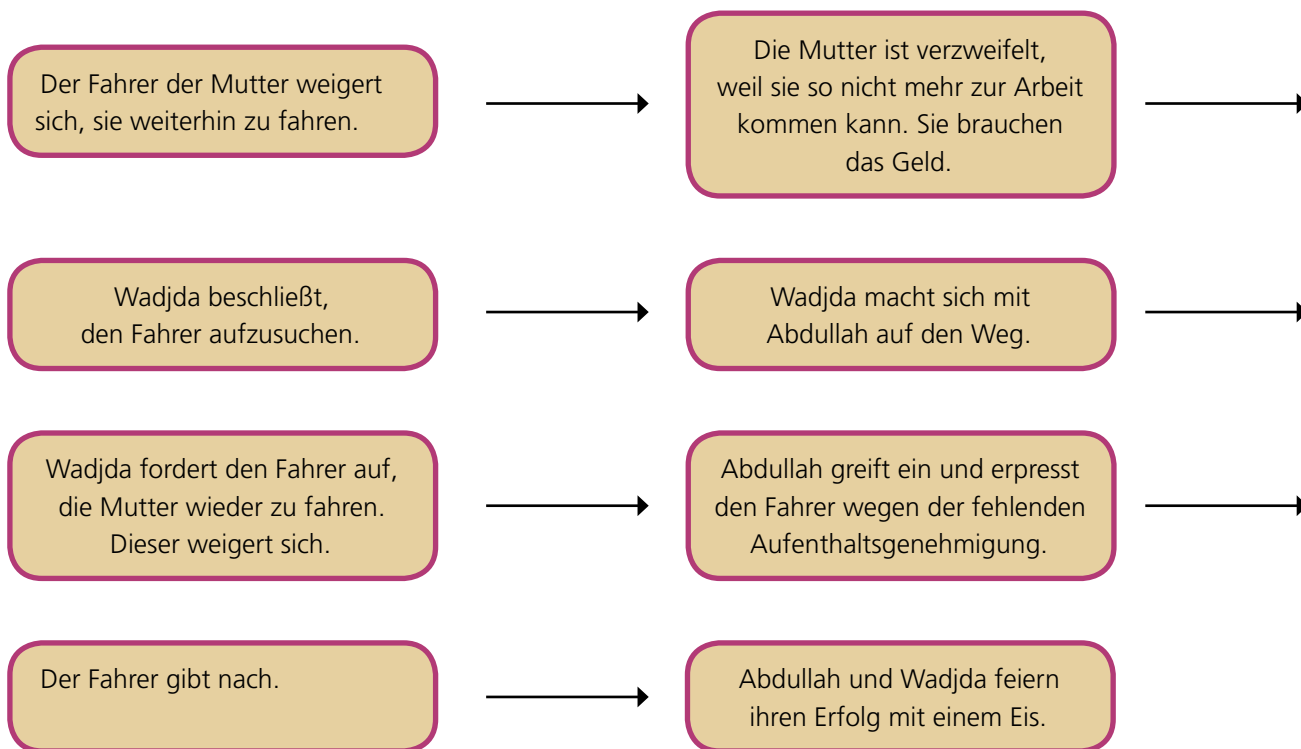 Der Fahrer der Mutter weigert
sich, sie weiterhin zu fahren.
Die Mutter ist verzweifelt,
weil sie so nicht mehr zur Arbeit
kommen kann. Sie brauchen
das Geld.
Wadjda beschließt,
den Fahrer aufzusuchen.
Wadjda macht sich mit
Abdullah auf den Weg.
Wadjda fordert den Fahrer auf,
die Mutter wieder zu fahren.
Dieser weigert sich.
Abdullah greift ein und erpresst
den Fahrer wegen der fehlenden
Aufenthaltsgenehmigung.
Der Fahrer gibt nach.
Abdullah und Wadjda feiern
ihren Erfolg mit einem Eis.